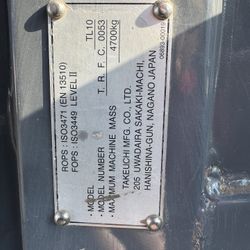 ROPS : ISO3471 (EN 13510)
FOPS : ISO3449 LEVEL II
• MODEL TL10
• MODEL NUMBER T. R. F. C. 0053
• MAXIMUM MACHINE MASS 4700kg
TAKEUCHI MFG. CO., LTD.
205 UWADAIRA SAKAKI-MACHI,
HANISHINA-GUN, NAGANO JAPAN